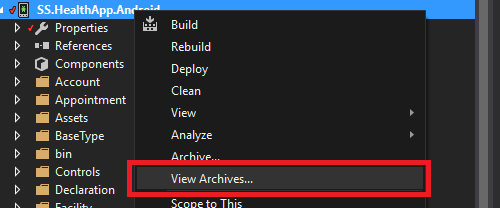 SS.HealthApp.Android
Properties
References
Components
Account
Appointment
Assets
BaseType
bin
Controls
Declaration
Facility
Build
Rebuild
Deploy
Clean
View
Analyze
Archive...
View Archives...
Scope to This